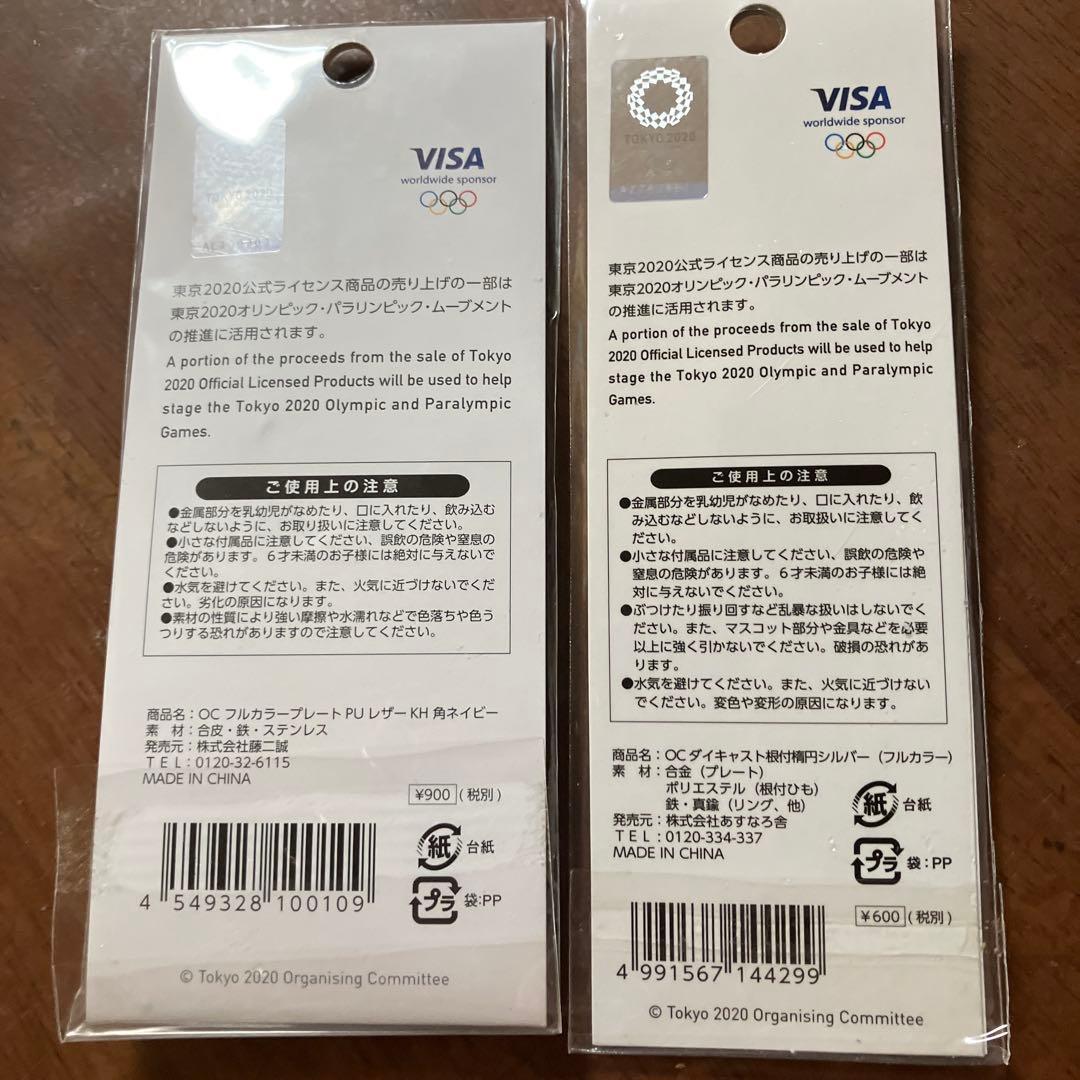 VISA
worldwide sponsor
東京2020公式ライセンス商品の売り上げの一部は
東京2020オリンピック・パラリンピック・ムーブメント
の推進に活用されます。
A portion of the proceeds from the sale of Tokyo
2020 Official Licensed Products will be used to help
stage the Tokyo 2020 Olympic and Paralympic
Games.
ご使用上の注意
●金属部分を乳幼児がなめたり、口に入れたり、飲み込む
などしないように、お取り扱いに注意してください。
●小さな付属品に注意してください、誤飲の危険や窒息の
危険があります。6才未満のお子様には絶対に与えないで
ください。
●水気を避けてください。また、火気に近づけないでくだ
さい。劣化の原因になります。
●素材の性質により強い摩擦や水濡れなどで色落ちや色う
つりする恐れがありますので注意してください。
商品名：OC フルカラープレート PU レザー KH 角ネイビー
素　材：合皮・鉄・ステンレス
発売元：株式会社藤二誠
TEL：0120-32-6115
MADE IN CHINA
¥900(税別)
紙 台紙
プラ 袋:PP
4 549328 100109
© Tokyo 2020 Organising Committee
TOKYO 2020
VISA
worldwide sponsor
東京2020公式ライセンス商品の売り上げの一部は
東京2020オリンピック・パラリンピック・ムーブメント
の推進に活用されます。
A portion of the proceeds from the sale of Tokyo
2020 Official Licensed Products will be used to help
stage the Tokyo 2020 Olympic and Paralympic
Games.
ご使用上の注意
●金属部分を乳幼児がなめたり、口に入れたり、飲
み込むなどしないように、お取扱いに注意してくだ
さい。
●小さな付属品に注意してください、誤飲の危険や
窒息の危険があります。6才未満のお子様には絶
対に与えないでください。
●ぶつけたり振り回すなど乱暴な扱いはしないでく
ださい。また、マスコット部分や金具などを必要
以上に強く引かないでください。破損の恐れがあ
ります。
●水気を避けてください。また、火気に近づけない
でください。変色や変形の原因になります。
商品名：OCダイキャスト根付楕円シルバー（フルカラー）
素　材：合金（プレート）
ポリエステル（根付ひも）
鉄・真鍮（リング、他）
発売元：株式会社あすなろ舎
TEL：0120-334-337
MADE IN CHINA
紙 台紙
プラ 袋：PP
¥600(税別)
4 991567 144299
© Tokyo 2020 Organising Committee